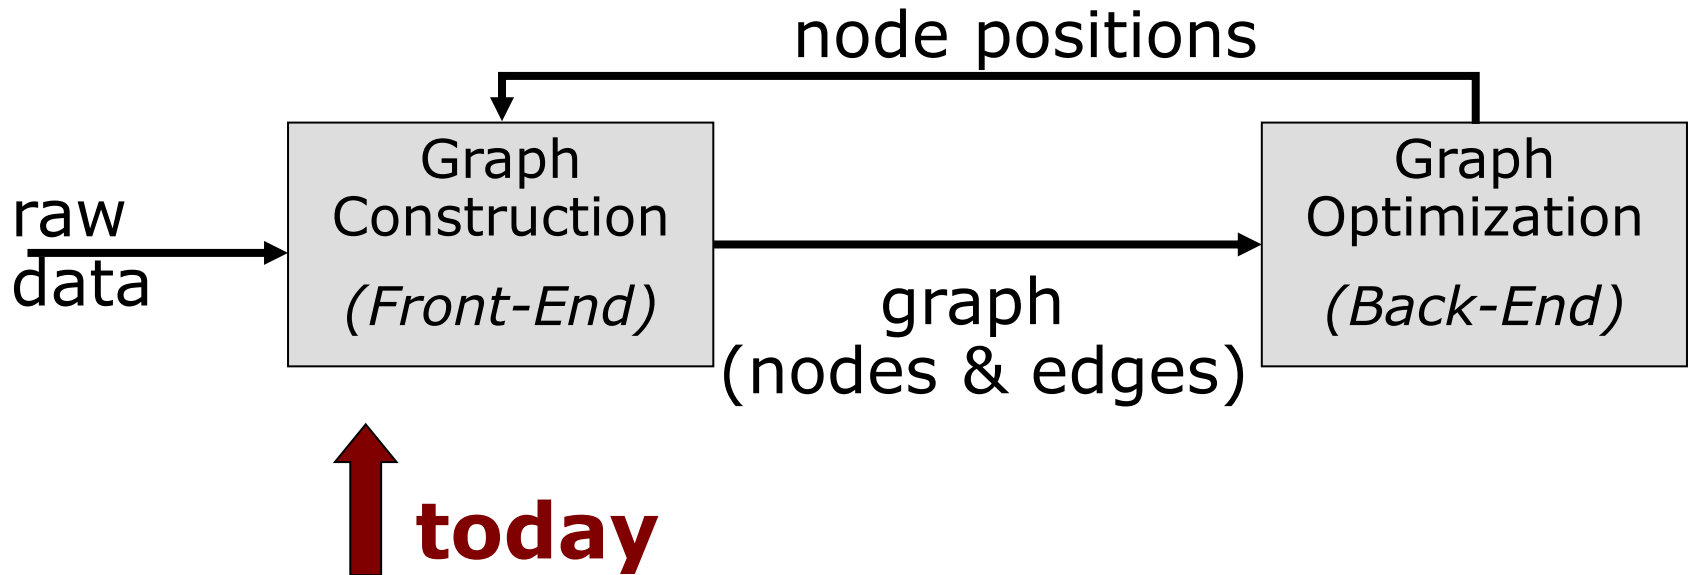 node positions
raw
data
Graph
Construction
(Front-End)
graph
(nodes & edges)
Graph
Optimization
(Back-End)
today